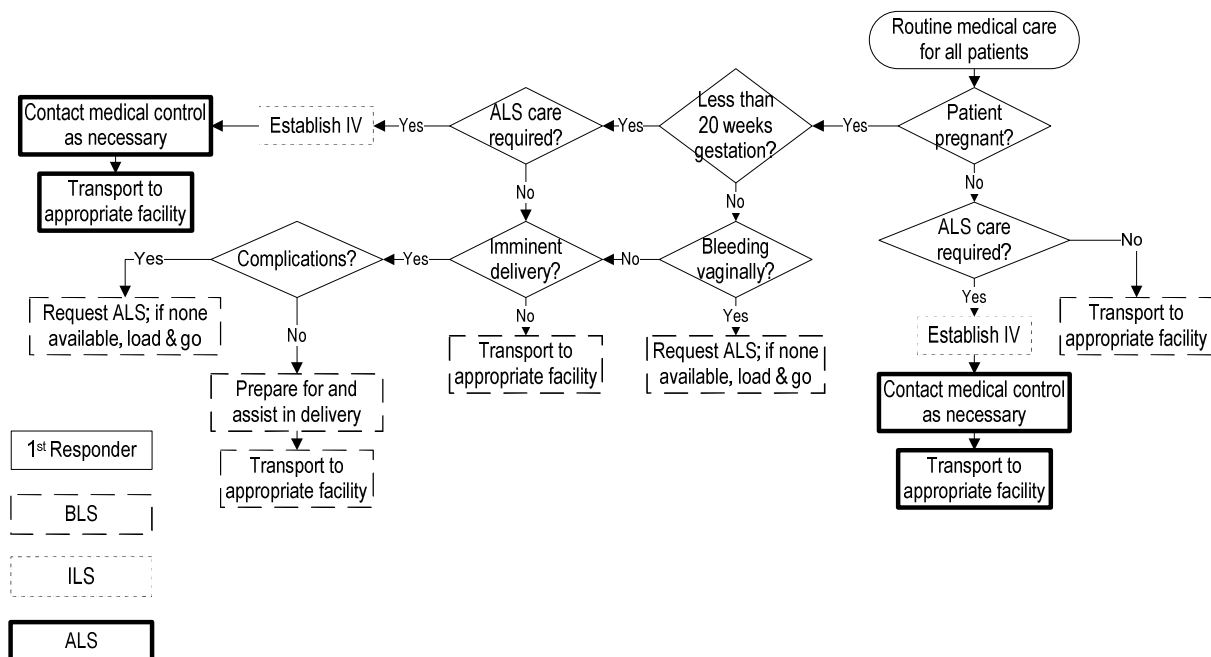 Routine medical care
for all patients
Patient
pregnant?
Yes
No
Less than
20 weeks
gestation?
Yes
No
ALS care
required?
Yes
No
Establish IV
Contact medical control
as necessary
Transport to
appropriate facility
ALS care
required?
No
Yes
Transport to
appropriate facility
Establish IV
Contact medical control
as necessary
Transport to
appropriate facility
Bleeding
vaginally?
No
Yes
Request ALS; if none
available, load & go
Imminent
delivery?
Yes
No
Transport to
appropriate facility
Complications?
Yes
No
Request ALS; if none
available, load & go
Prepare for and
assist in delivery
Transport to
appropriate facility
1st Responder
BLS
ILS
ALS